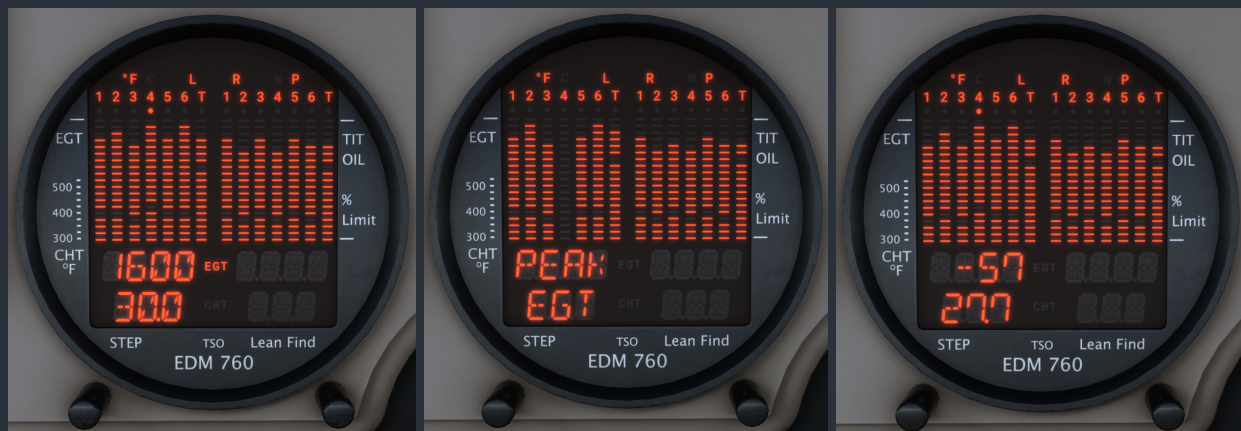 °F C L R N P
1 2 3 4 5 6 T 1 2 3 4 5 6 T
EGT TIT
OIL
500 %
400 Limit
300
CHT
°F
1600 EGT
30.0 CHT
STEP TSO Lean Find
EDM 760
°F C L R N P
1 2 3 4 5 6 T 1 2 3 4 5 6 T
EGT TIT
OIL
500 %
400 Limit
300
CHT
°F
PEAK EGT
EGT CHT
STEP TSO Lean Find
EDM 760
°F C L R N P
1 2 3 4 5 6 T 1 2 3 4 5 6 T
EGT TIT
OIL
500 %
400 Limit
300
CHT
°F
-57 EGT
27.7 CHT
STEP TSO Lean Find
EDM 760